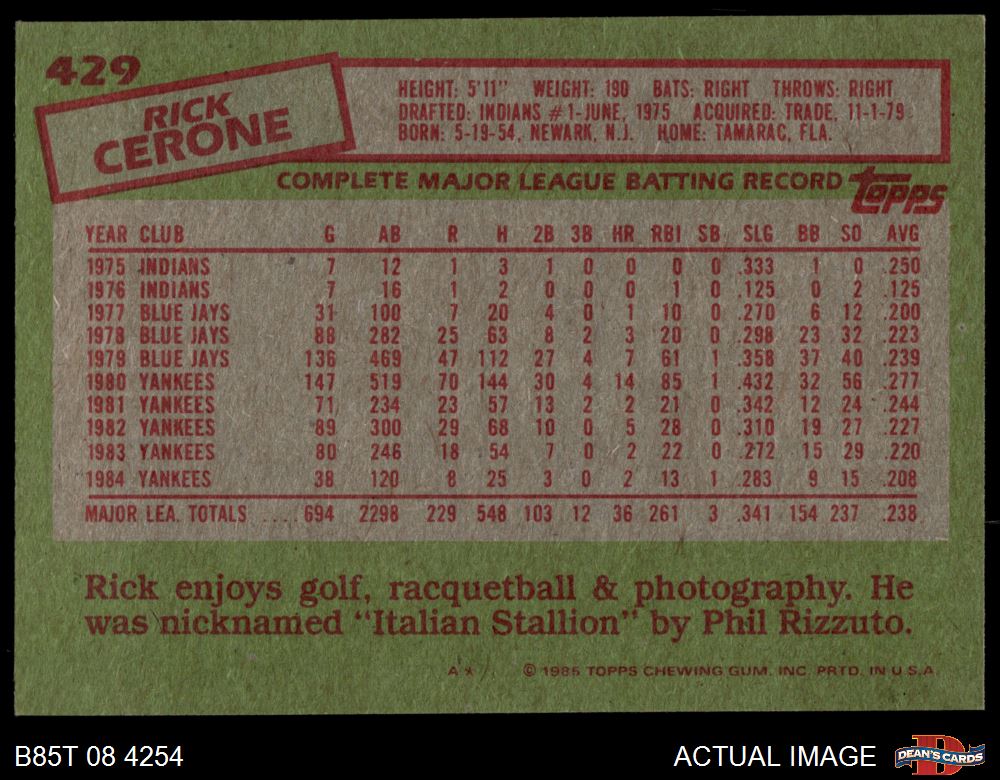 429
RICK
CERONE
HEIGHT: 5'11" WEIGHT: 190 BATS: RIGHT THROWS: RIGHT
DRAFTED: INDIANS #1-JUNE, 1975 ACQUIRED: TRADE, 11-1-79
BORN: 5-19-54, NEWARK, N.J. HOME: TAMARAC, FLA.
COMPLETE MAJOR LEAGUE BATTING RECORD topps
YEAR CLUB G AB R H 2B 3B HR RBI SB SLG BB SO AVG
1975 INDIANS 7 12 1 3 1 0 0 0 0 .333 1 0 .250
1976 INDIANS 7 16 1 2 0 0 0 1 0 .125 0 2 .125
1977 BLUE JAYS 31 100 7 20 4 0 1 10 0 .270 6 12 .200
1978 BLUE JAYS 88 282 25 63 8 2 3 20 0 .298 23 32 .223
1979 BLUE JAYS 136 469 47 112 27 4 7 61 1 .358 37 40 .239
1980 YANKEES 147 519 70 144 30 4 14 85 1 .432 32 56 .277
1981 YANKEES 71 234 23 57 13 2 2 21 0 .342 12 24 .244
1982 YANKEES 89 300 29 68 10 0 5 28 0 .310 19 27 .227
1983 YANKEES 80 246 18 54 7 0 2 22 0 .272 15 29 .220
1984 YANKEES 38 120 8 25 3 0 2 13 1 .283 9 15 .208
MAJOR LEA. TOTALS .... 694 2298 229 548 103 12 36 261 3 .341 154 237 .238
Rick enjoys golf, racquetball & photography. He
was nicknamed "Italian Stallion" by Phil Rizzuto.
A* © 1985 TOPPS CHEWING GUM, INC. PRTD. IN U.S.A.
B85T 08 4254 ACTUAL IMAGE DEAN'S CARDS